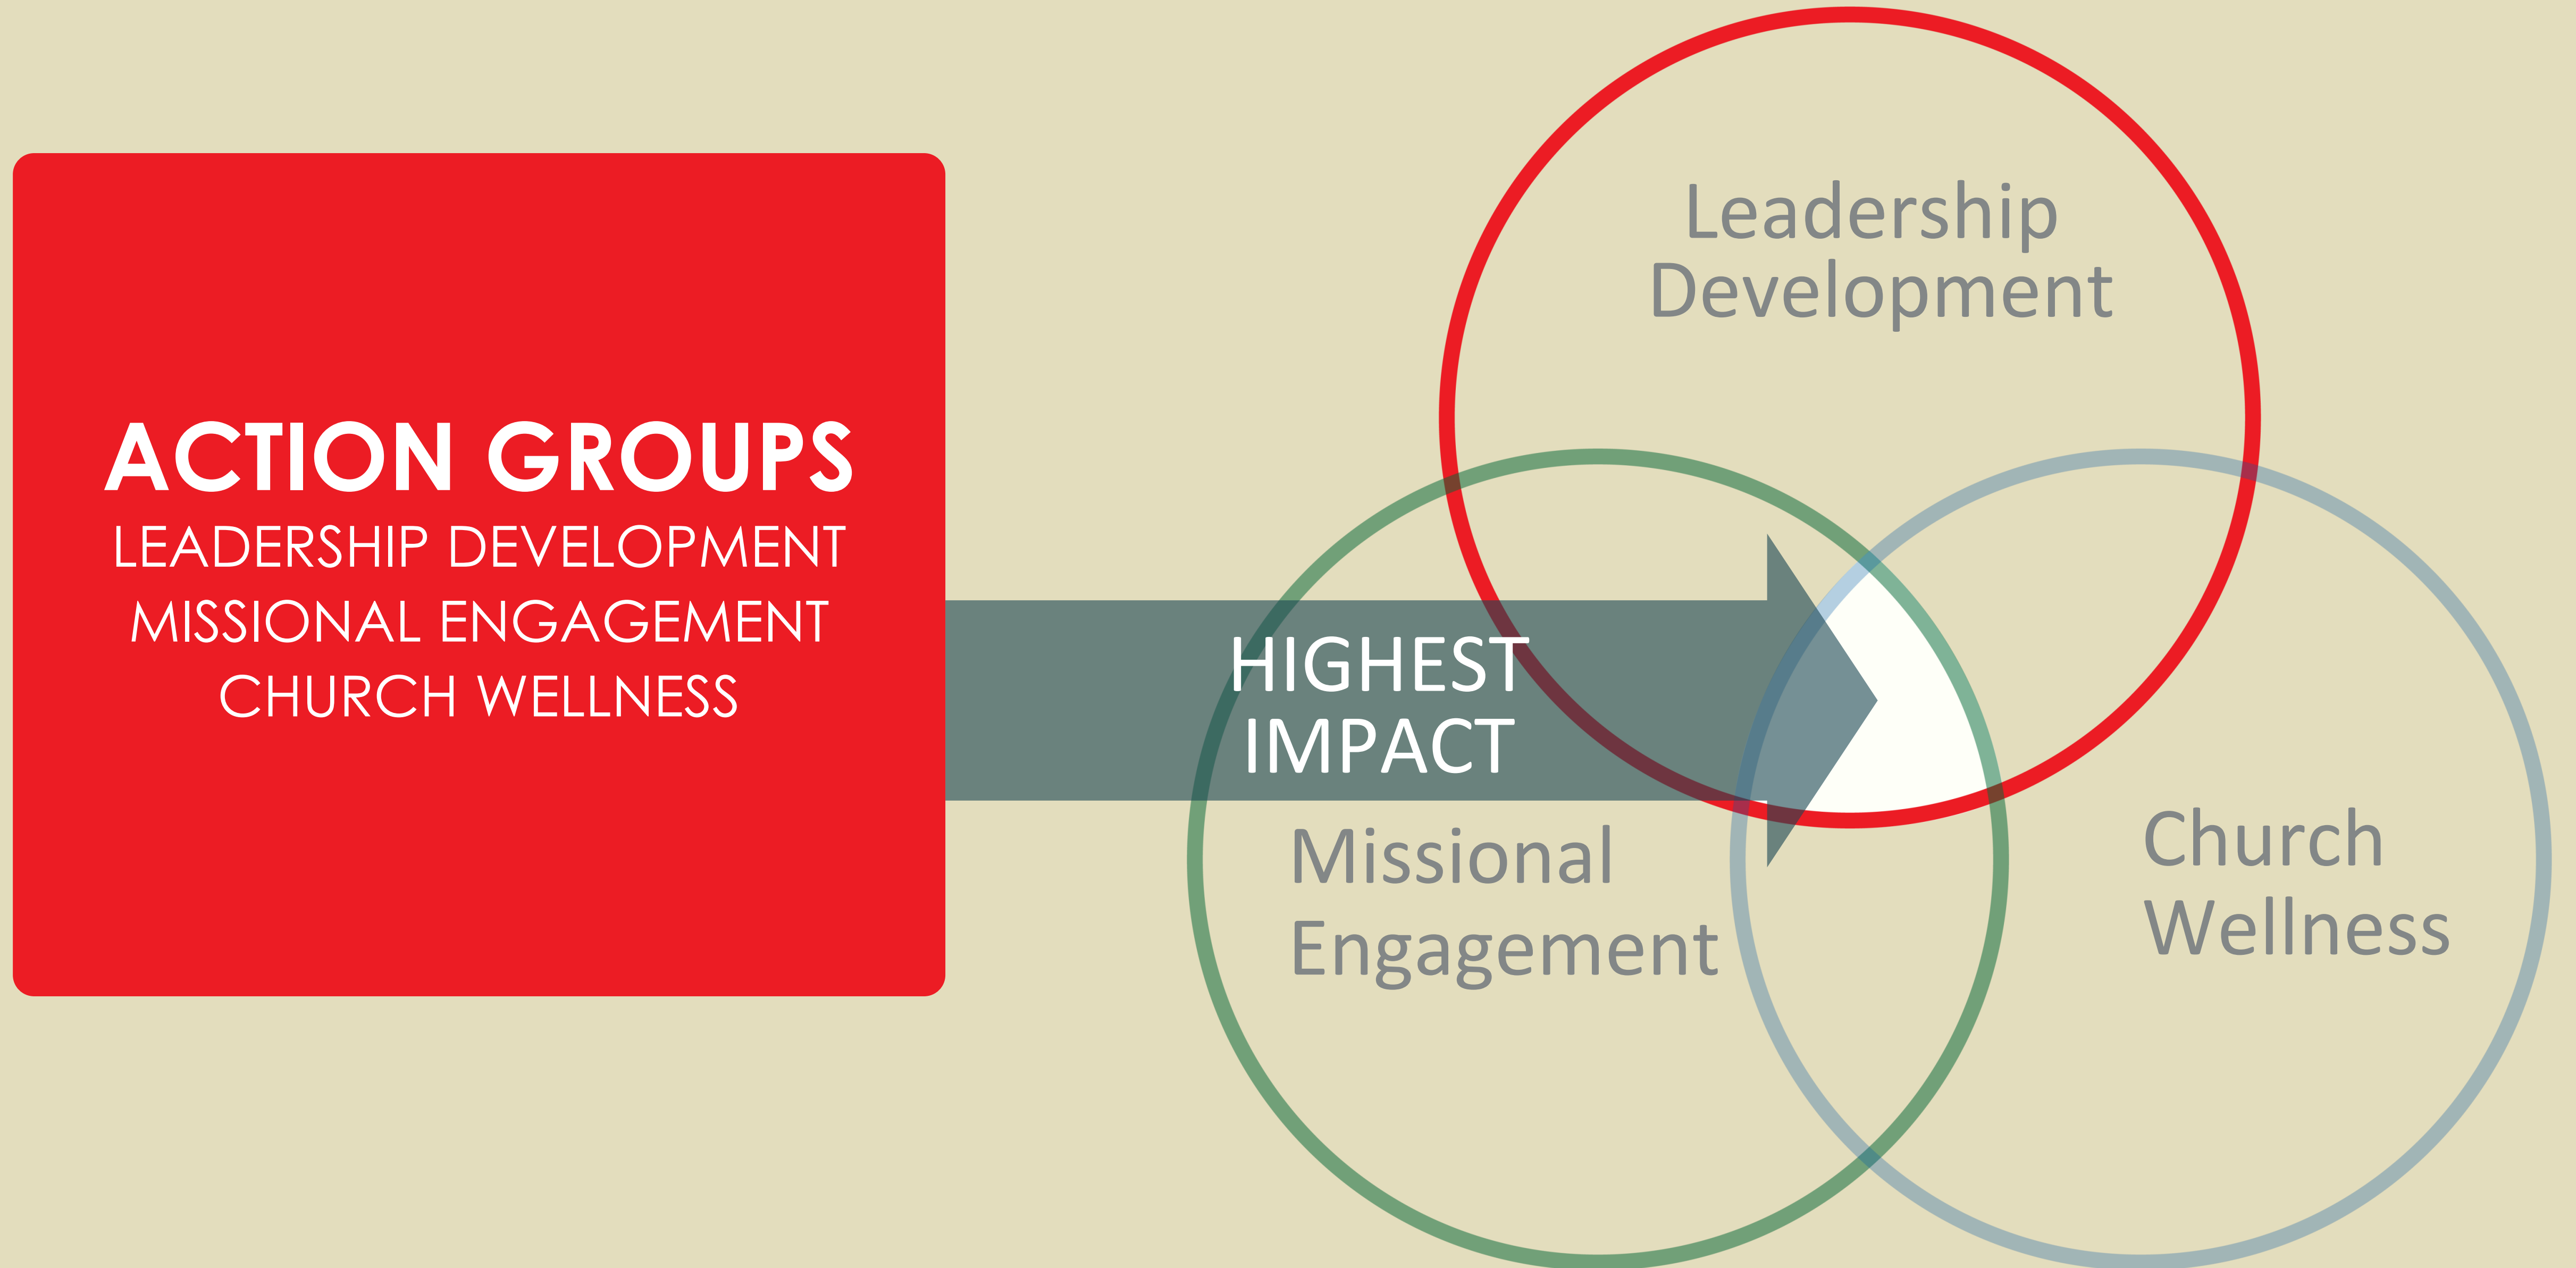 ACTION GROUPS
LEADERSHIP DEVELOPMENT
MISSIONAL ENGAGEMENT
CHURCH WELLNESS
Leadership
Development
HIGHEST
IMPACT
Missional
Engagement
Church
Wellness